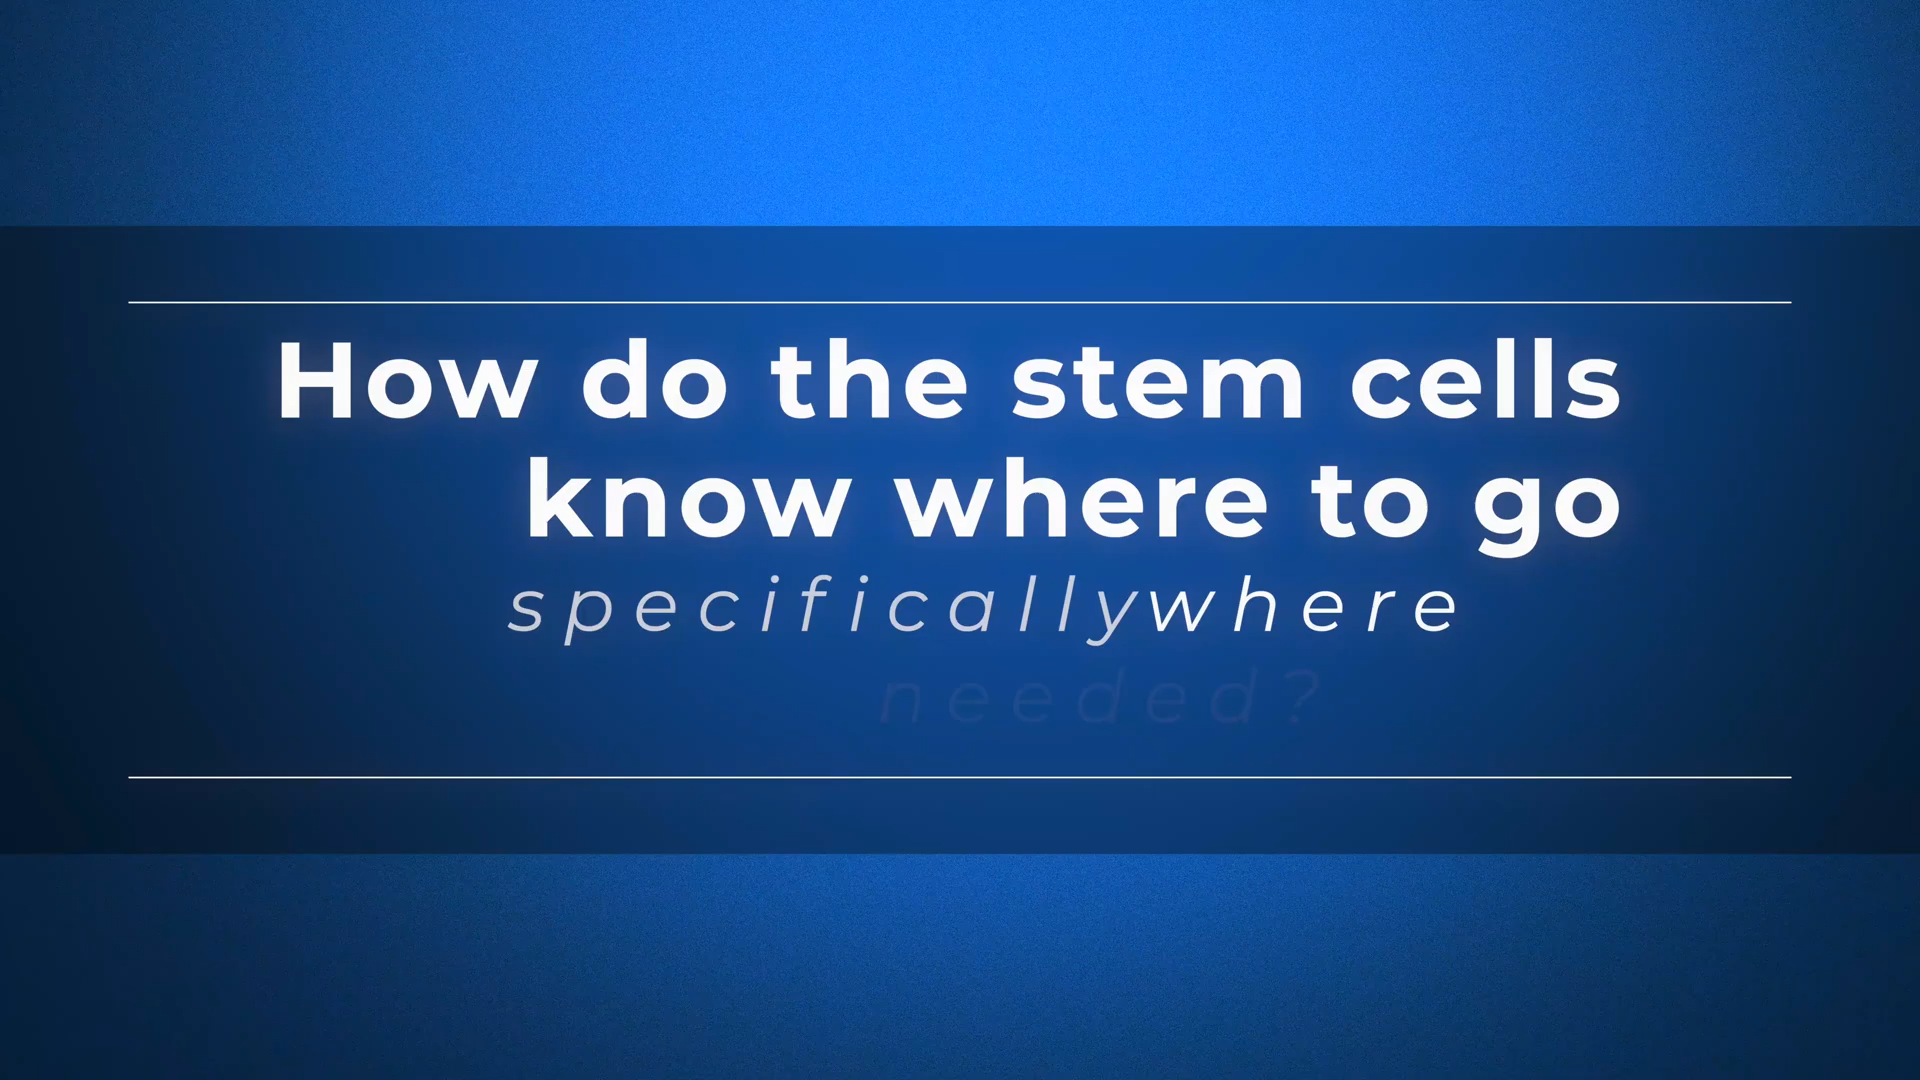 How do the stem cells
know where to go
specificallywhere
needed?